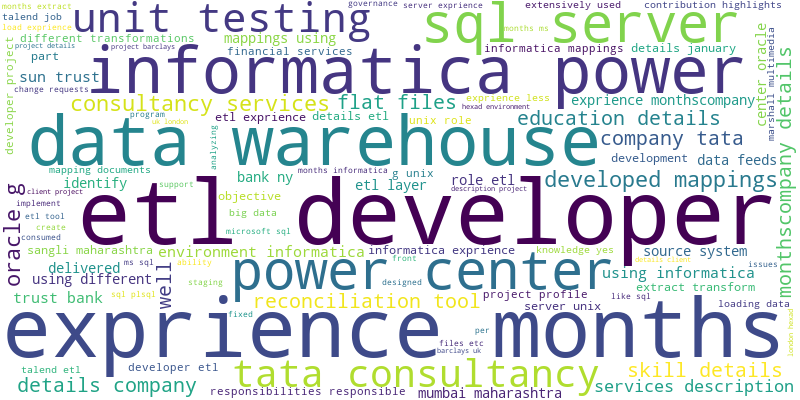 months extract
governance
server exprience
extensively used
contribution highlights
talend job
unit testing
sql server
months ms
load exprience
different transformations
mappings using
informatica mappings
details january
project details
project barclays
financial services
part
sun trust
informatica power
change requests
consultancy services
flat files
exprience less
exprience monthscompany
hexad environment
developer project
center oracle
marshall multimedia
program
etl exprience
details etl
unix role
education details
uk london
data warehouse
company tata
analyzing
mapping documents
months informatica
g unix
development
data feeds
bank ny
description project
identify
support
etl layer
role etl
developed mappings
client project
objective
implement
big data
etl developer
monthscompany details
etl tool
create
microsoft sql
consumed
oracle g
sangli maharashtra
environment informatica
informatica exprience
knowledge yes
source system
ms sql
ability
front
detail client
issues
delivered
power center
using informatica
using different
well
staging
designed
extract transform
trust bank
sql plsql
reconciliation tool
project profile
like sql
server unix
loading data
fixed
per
exprience months
london hexad
files etc
barclays uk
talend etl
developer etl
tata consultancy
skill details
details company
responsibilities responsible
mumbai maharashtra
services description